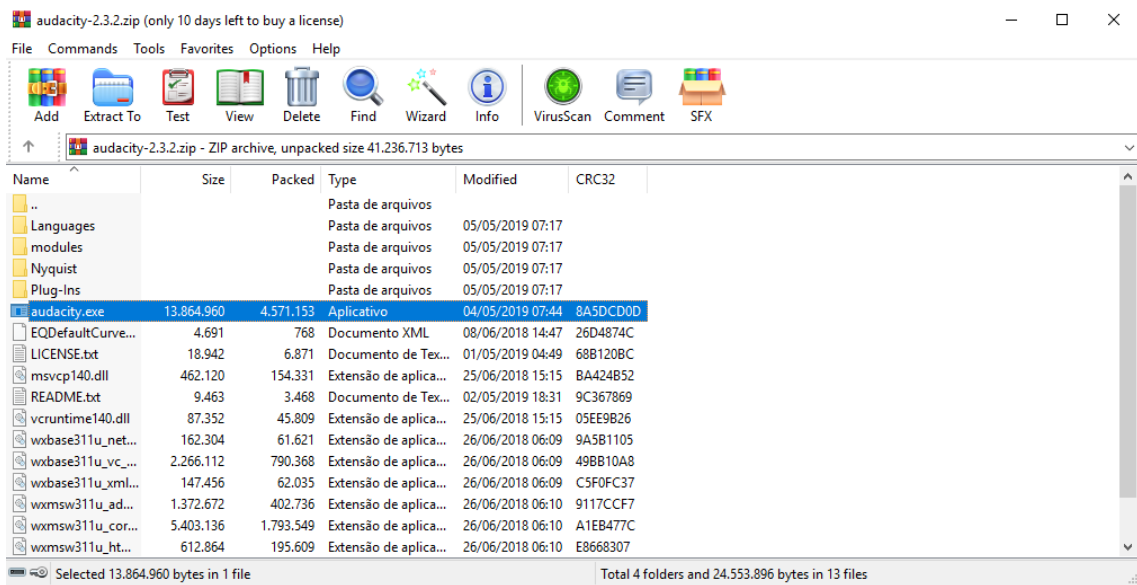 audacity-2.3.2.zip (only 10 days left to buy a license)
File Commands Tools Favorites Options Help
Add Extract To Test View Delete Find Wizard Info VirusScan Comment SFX
audacity-2.3.2.zip - ZIP archive, unpacked size 41.236.713 bytes
Name Size Packed Type Modified CRC32
.. Pasta de arquivos
Languages Pasta de arquivos 05/05/2019 07:17
modules Pasta de arquivos 05/05/2019 07:17
Nyquist Pasta de arquivos 05/05/2019 07:17
Plug-Ins Pasta de arquivos 05/05/2019 07:17
audacity.exe 13.864.960 4.571.153 Aplicativo 04/05/2019 07:44 8A5DCD0D
EQDefaultCurve... 4.691 768 Documento XML 08/06/2018 14:47 26D4874C
LICENSE.txt 18.942 6.871 Documento de Tex... 01/05/2019 04:49 68B120BC
msvcp140.dll 462.120 154.331 Extensão de aplica... 25/06/2018 15:15 BA424B52
README.txt 9.463 3.468 Documento de Tex... 02/05/2019 18:31 9C367869
vcruntime140.dll 87.352 45.809 Extensão de aplica... 25/06/2018 15:15 05EE9B26
wxbase311u_net... 162.304 61.621 Extensão de aplica... 26/06/2018 06:09 9A5B1105
wxbase311u_vc_... 2.266.112 790.368 Extensão de aplica... 26/06/2018 06:09 49BB10A8
wxbase311u_xml... 147.456 62.035 Extensão de aplica... 26/06/2018 06:09 C5F0FC37
wxmsw311u_ad... 1.372.672 402.736 Extensão de aplica... 26/06/2018 06:10 9117CCF7
wxmsw311u_cor... 5.403.136 1.793.549 Extensão de aplica... 26/06/2018 06:10 A1EB477C
wxmsw311u_ht... 612.864 195.609 Extensão de aplica... 26/06/2018 06:10 E8668307
Selected 13.864.960 bytes in 1 file Total 4 folders and 24.553.896 bytes in 13 files